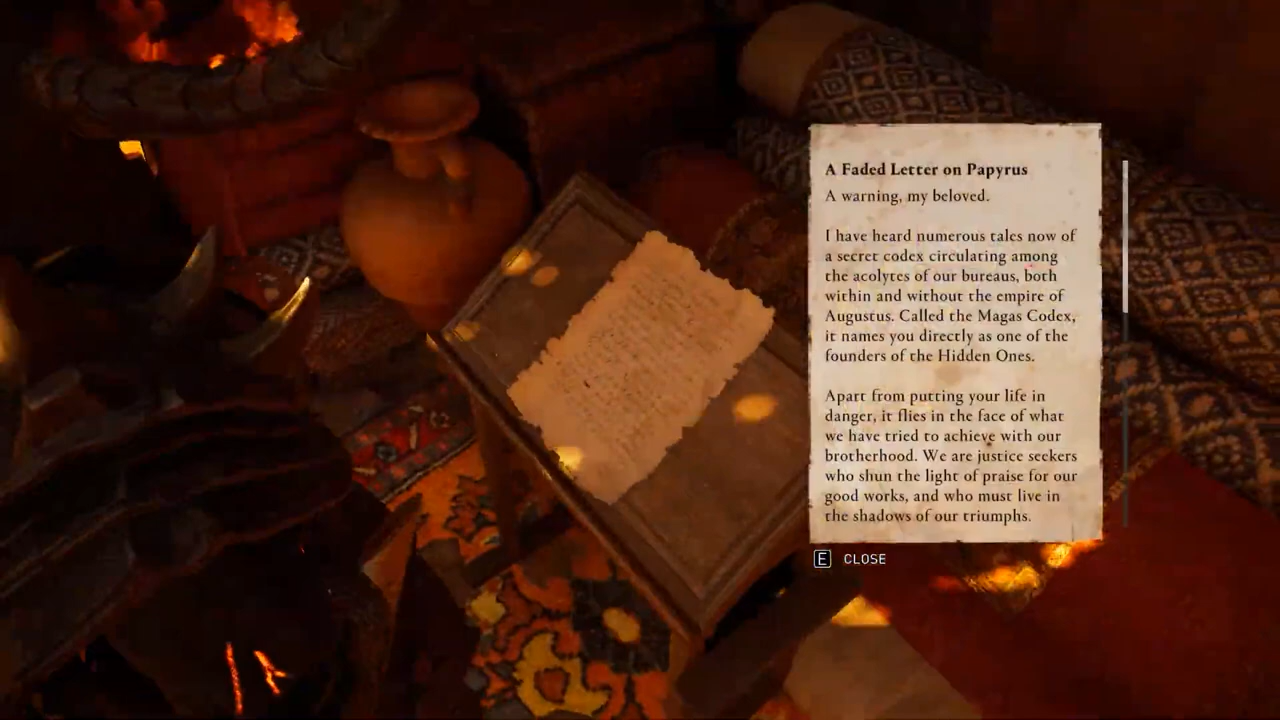 A Faded Letter on Papyrus
A warning, my beloved.
I have heard numerous tales now of
a secret codex circulating among
the acolytes of our bureaus, both
within and without the empire of
Augustus. Called the Magas Codex,
it names you directly as one of the
founders of the Hidden Ones.
Apart from putting your life in
danger, it flies in the face of what
we have tried to achieve with our
brotherhood. We are justice seekers
who shun the light of praise for our
good works, and who must live in
the shadows of our triumphs.
E CLOSE